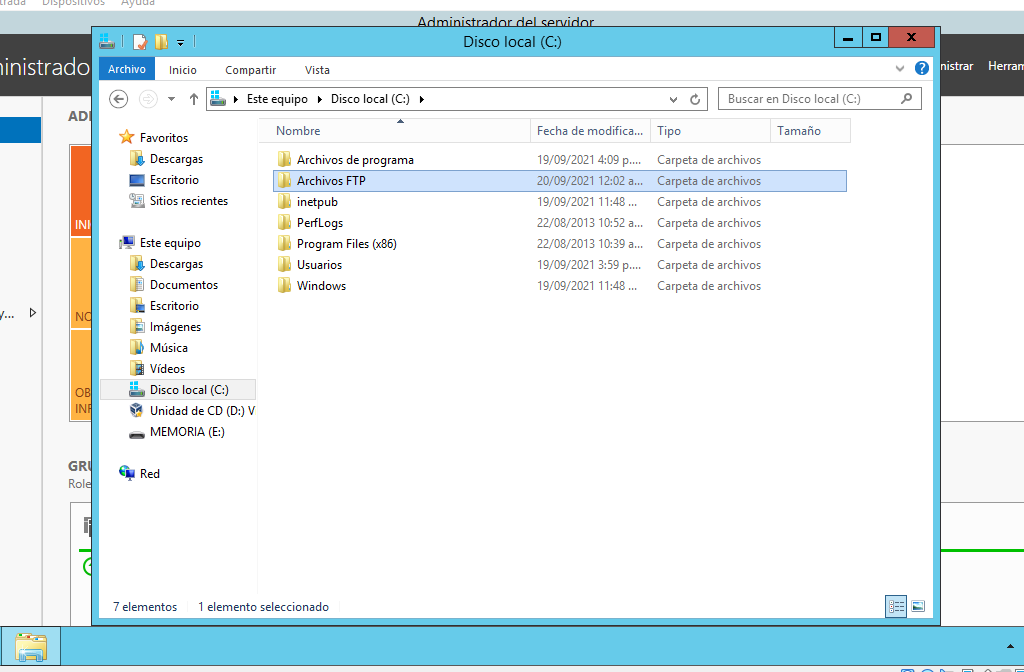 trada Dispositivos Ayuda
Administrador del servidor
Disco local (C:)
ninistrado
nistrar Herram
Archivo Inicio Compartir Vista
Este equipo Disco local (C:)
Buscar en Disco local (C:)
ADI
Nombre Fecha de modifica... Tipo Tamaño
Favoritos
Descargas
Escritorio
Sitios recientes
Este equipo
Descargas
Documentos
Escritorio
Imágenes
Música
Vídeos
Disco local (C:)
Unidad de CD (D:) V
MEMORIA (E:)
Red
Archivos de programa 19/09/2021 4:09 p.... Carpeta de archivos
Archivos FTP 20/09/2021 12:02 a... Carpeta de archivos
inetpub 19/09/2021 11:48 ... Carpeta de archivos
PerfLogs 22/08/2013 10:52 a... Carpeta de archivos
Program Files (x86) 22/08/2013 10:39 a... Carpeta de archivos
Usuarios 19/09/2021 3:59 p.... Carpeta de archivos
Windows 19/09/2021 11:48 ... Carpeta de archivos
INI
NO
y...
OB
INF
GRU
Role
7 elementos 1 elemento seleccionado